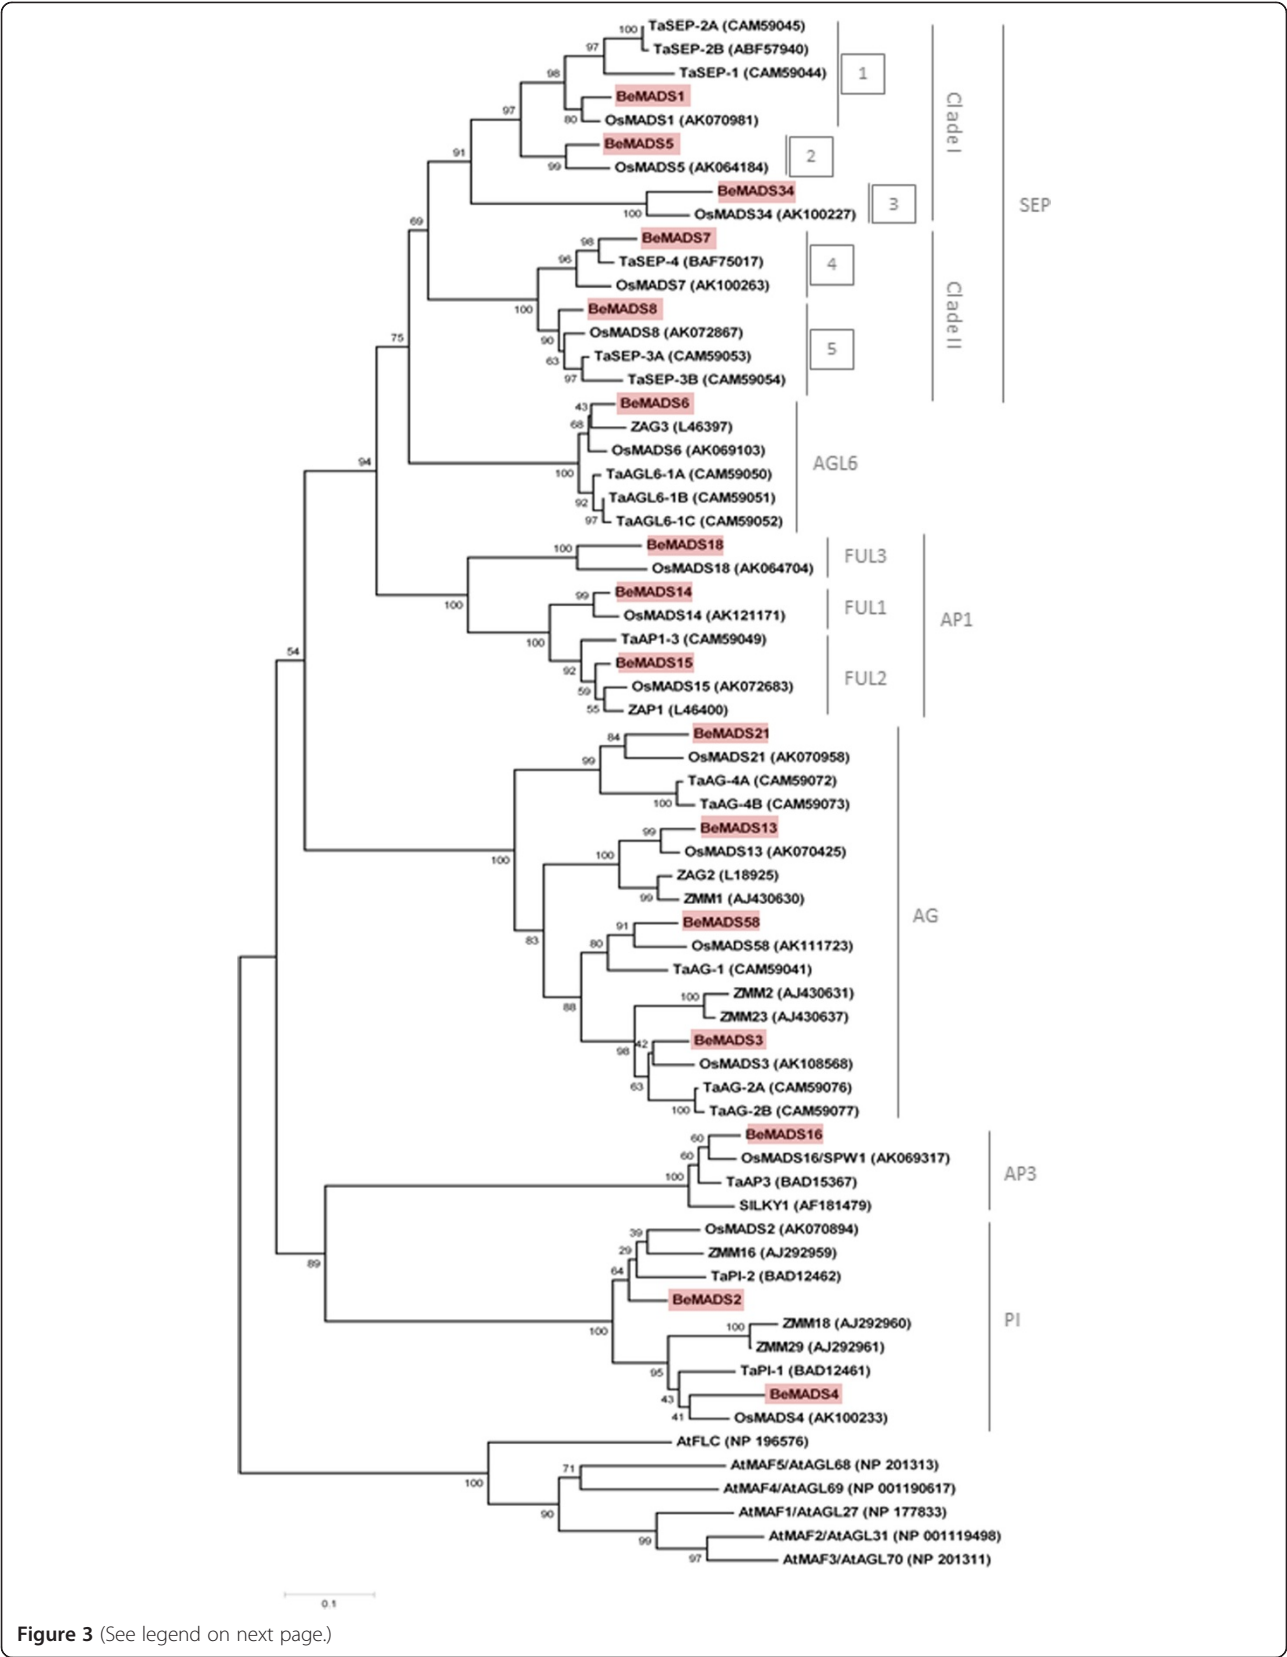 100 TaSEP-2A (CAM59045)
97 TaSEP-2B (ABF57940)
98 TaSEP-1 (CAM59044) 1
BeMADS1
97 80 OsMADS1 (AK070981) Clade I
BeMADS5
91 99 OsMADS5 (AK064184) 2
BeMADS34
100 OsMADS34 (AK100227) 3 SEP
69 98 BeMADS7
96 TaSEP-4 (BAF75017) 4
100 OsMADS7 (AK100263)
BeMADS8 Clade II
75 90 OsMADS8 (AK072867)
63 TaSEP-3A (CAM59053) 5
97 TaSEP-3B (CAM59054)
43 BeMADS6
68 ZAG3 (L46397)
OsMADS6 (AK069103)
94 100 TaAGL6-1A (CAM59050) AGL6
92 TaAGL6-1B (CAM59051)
97 TaAGL6-1C (CAM59052)
100 BeMADS18 FUL3
OsMADS18 (AK064704)
100 99 BeMADS14 FUL1
OsMADS14 (AK121171) AP1
100 TaAP1-3 (CAM59049)
54 92 BeMADS15 FUL2
59 OsMADS15 (AK072683)
55 ZAP1 (L46400)
84 BeMADS21
99 OsMADS21 (AK070958)
TaAG-4A (CAM59072)
100 TaAG-4B (CAM59073)
99 BeMADS13
100 100 OsMADS13 (AK070425)
ZAG2 (L18925)
99 ZMM1 (AJ430630)
91 BeMADS58 AG
83 80 OsMADS58 (AK111723)
TaAG-1 (CAM59041)
88 100 ZMM2 (AJ430631)
ZMM23 (AJ430637)
98 42 BeMADS3
OsMADS3 (AK108568)
63 TaAG-2A (CAM59076)
100 TaAG-2B (CAM59077)
60 BeMADS16
60 OsMADS16/SPW1 (AK069317)
100 TaAP3 (BAD15367) AP3
SILKY1 (AF181479)
39 OsMADS2 (AK070894)
89 29 ZMM16 (AJ292959)
64 TaPI-2 (BAD12462)
BeMADS2
100 100 ZMM18 (AJ292960) PI
ZMM29 (AJ292961)
95 TaPI-1 (BAD12461)
43 BeMADS4
41 OsMADS4 (AK100233)
AtFLC (NP 196576)
100 71 AtMAF5/AtAGL68 (NP 201313)
AtMAF4/AtAGL69 (NP 001190617)
90 AtMAF1/AtAGL27 (NP 177833)
99 AtMAF2/AtAGL31 (NP 001119498)
97 AtMAF3/AtAGL70 (NP 201311)
0.1
Figure 3 (See legend on next page.)